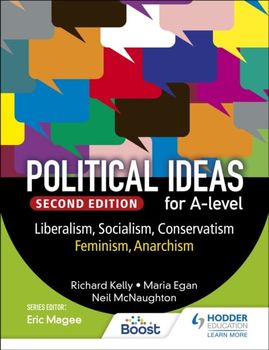 POLITICAL IDEAS
SECOND EDITION for A-level
Liberalism, Socialism, Conservatism
Feminism, Anarchism
Richard Kelly • Maria Egan
Neil McNaughton
SERIES EDITOR:
Eric Magee
Boost
HODDER
EDUCATION
LEARN MORE